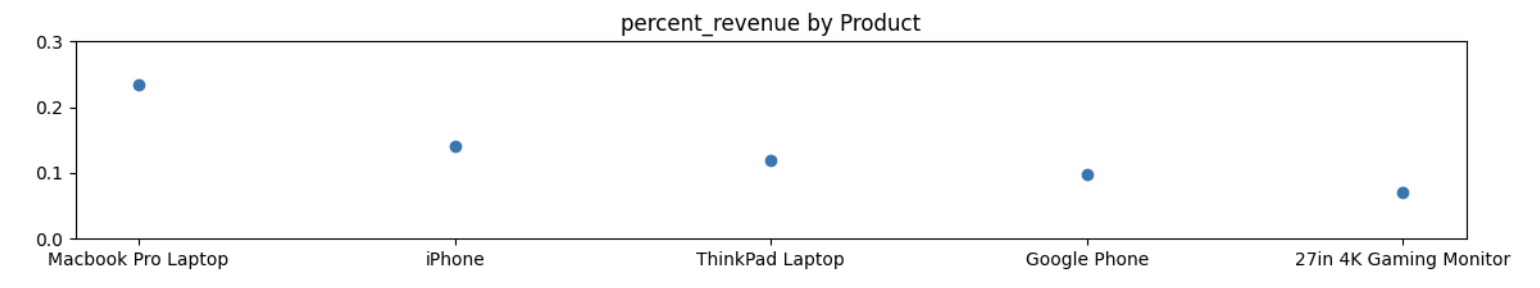 percent_revenue by Product
0.3
0.2
0.1
0.0
Macbook Pro Laptop iPhone ThinkPad Laptop Google Phone 27in 4K Gaming Monitor